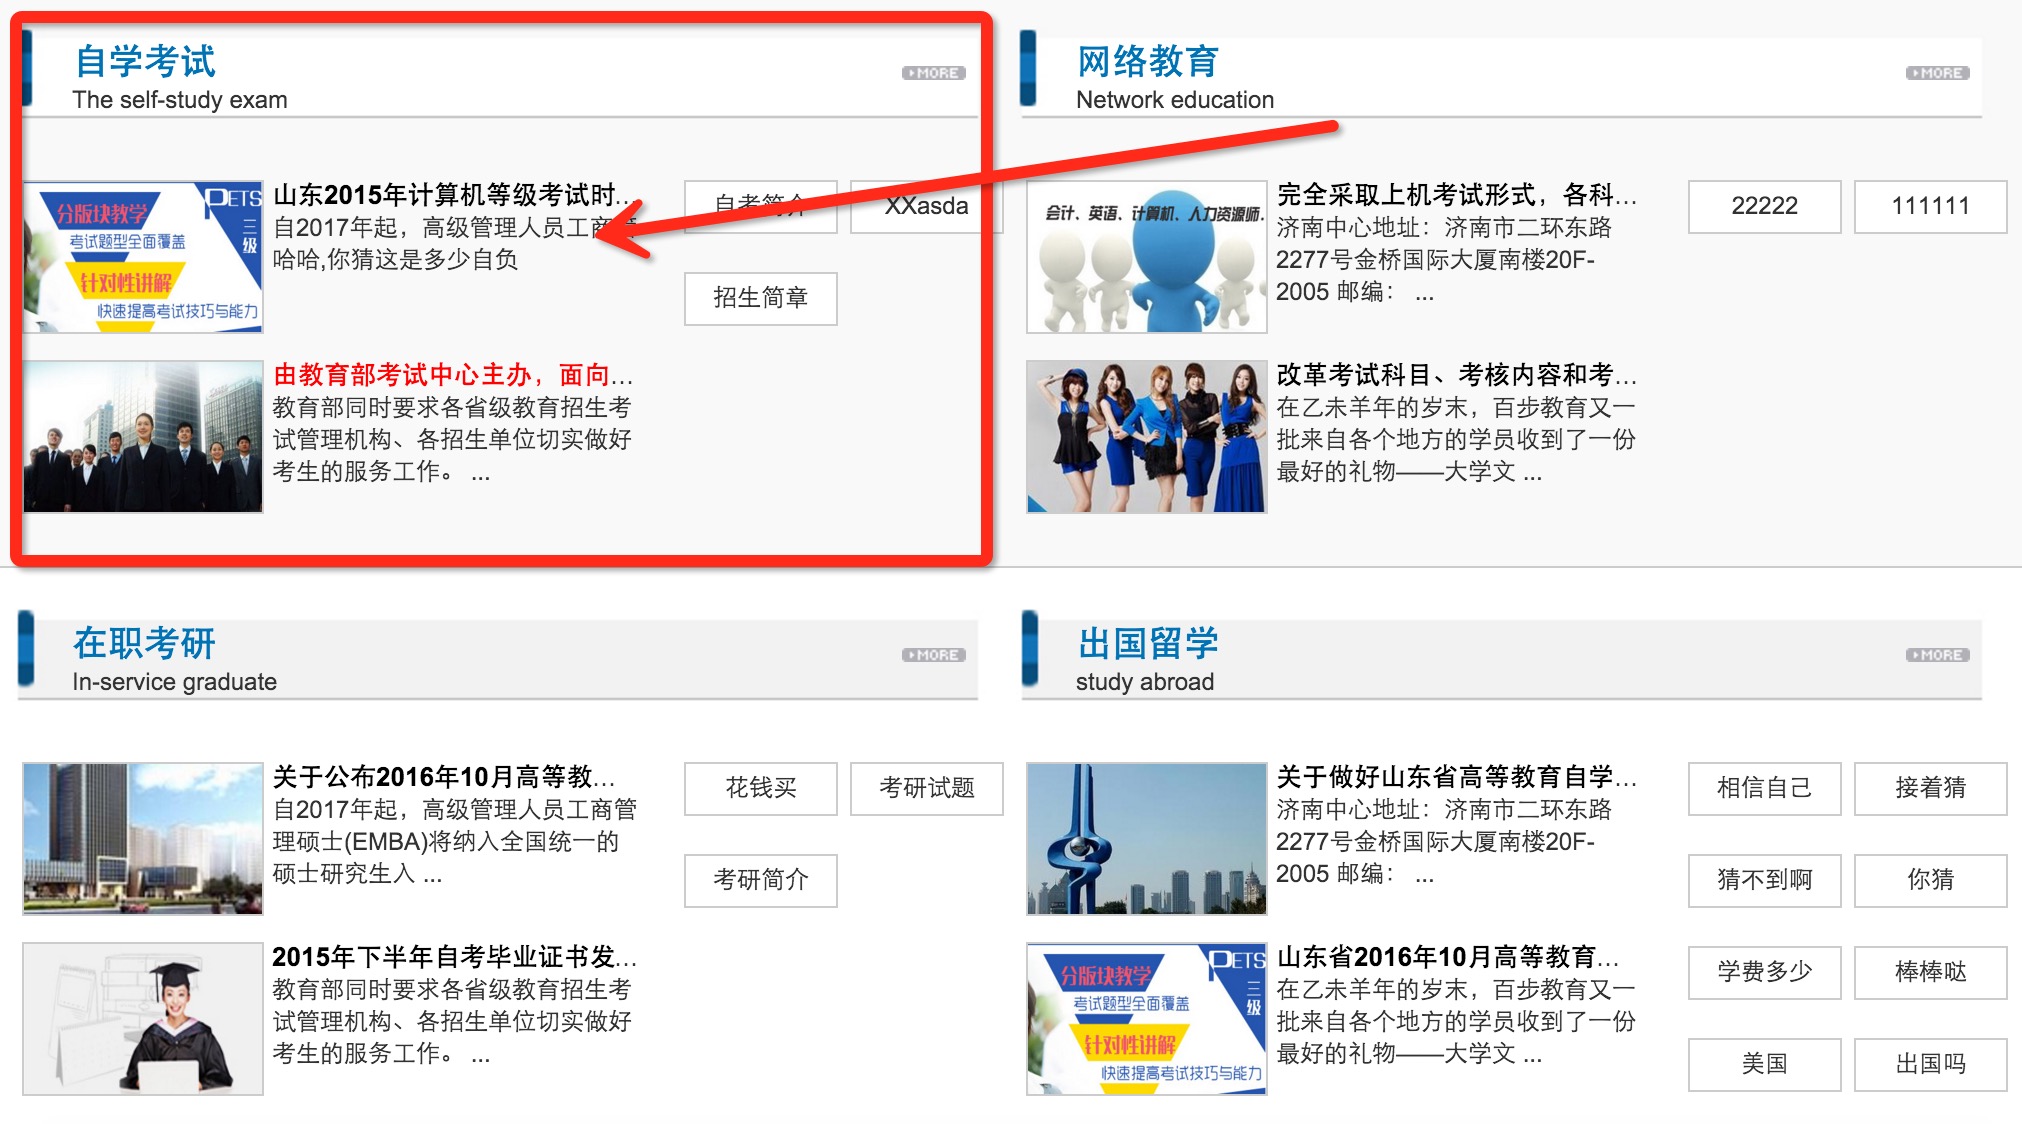 自学考试
MORE
The self-study exam
分版块教学
PETS
三级
考试题型全面覆盖
针对性讲解
快速提高考试技巧与能力
山东2015年计算机等级考试时...
自2017年起，高级管理人员工商管
哈哈,你猜这是多少自负
自考简介
XXasda
招生简章
由教育部考试中心主办，面向...
教育部同时要求各省级教育招生考
试管理机构、各招生单位切实做好
考生的服务工作。 ...
网络教育
MORE
Network education
会计、英语、计算机、人力资源师.
完全采取上机考试形式，各科...
济南中心地址：济南市二环东路
2277号金桥国际大厦南楼20F-
2005 邮编： ...
22222
111111
改革考试科目、考核内容和考...
在乙未羊年的岁末，百步教育又一
批来自各个地方的学员收到了一份
最好的礼物——大学文 ...
在职考研
MORE
In-service graduate
关于公布2016年10月高等教...
自2017年起，高级管理人员工商管
理硕士(EMBA)将纳入全国统一的
硕士研究生入 ...
花钱买
考研试题
考研简介
2015年下半年自考毕业证书发...
教育部同时要求各省级教育招生考
试管理机构、各招生单位切实做好
考生的服务工作。 ...
出国留学
MORE
study abroad
关于做好山东省高等教育自学...
济南中心地址：济南市二环东路
2277号金桥国际大厦南楼20F-
2005 邮编： ...
相信自己
接着猜
猜不到啊
你猜
分版块教学
PETS
三级
考试题型全面覆盖
针对性讲解
快速提高考试技巧与能力
山东省2016年10月高等教育...
在乙未羊年的岁末，百步教育又一
批来自各个地方的学员收到了一份
最好的礼物——大学文 ...
学费多少
棒棒哒
美国
出国吗